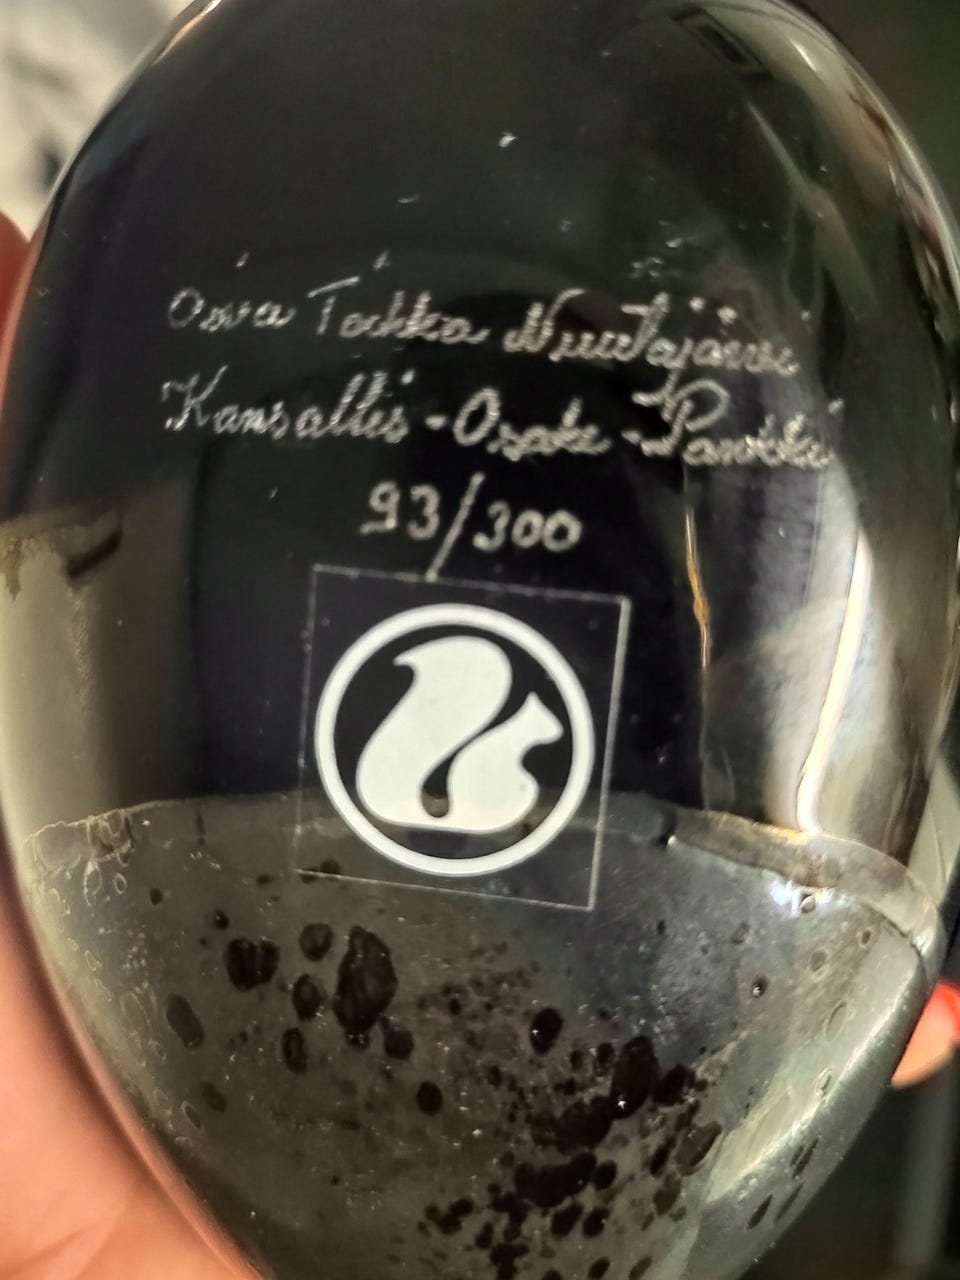 Oiva Toikka Nuutajärvi
Kansallis-Osake-Pankki
93/300